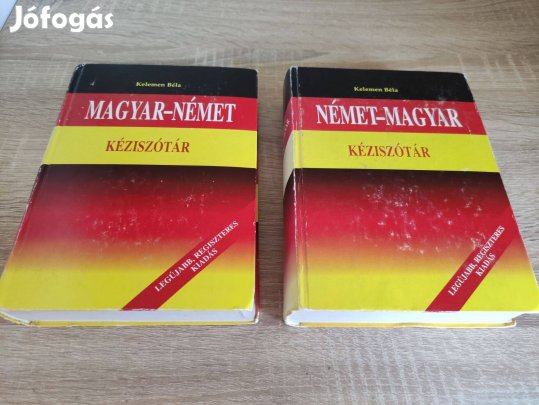 Jófogás
Kelemen Béla
MAGYAR–NÉMET
KÉZISZÓTÁR
LEGÚJABB, REGISZTERES
KIADÁS
Kelemen Béla
NÉMET–MAGYAR
KÉZISZÓTÁR
LEGÚJABB, REGISZTERES
KIADÁS